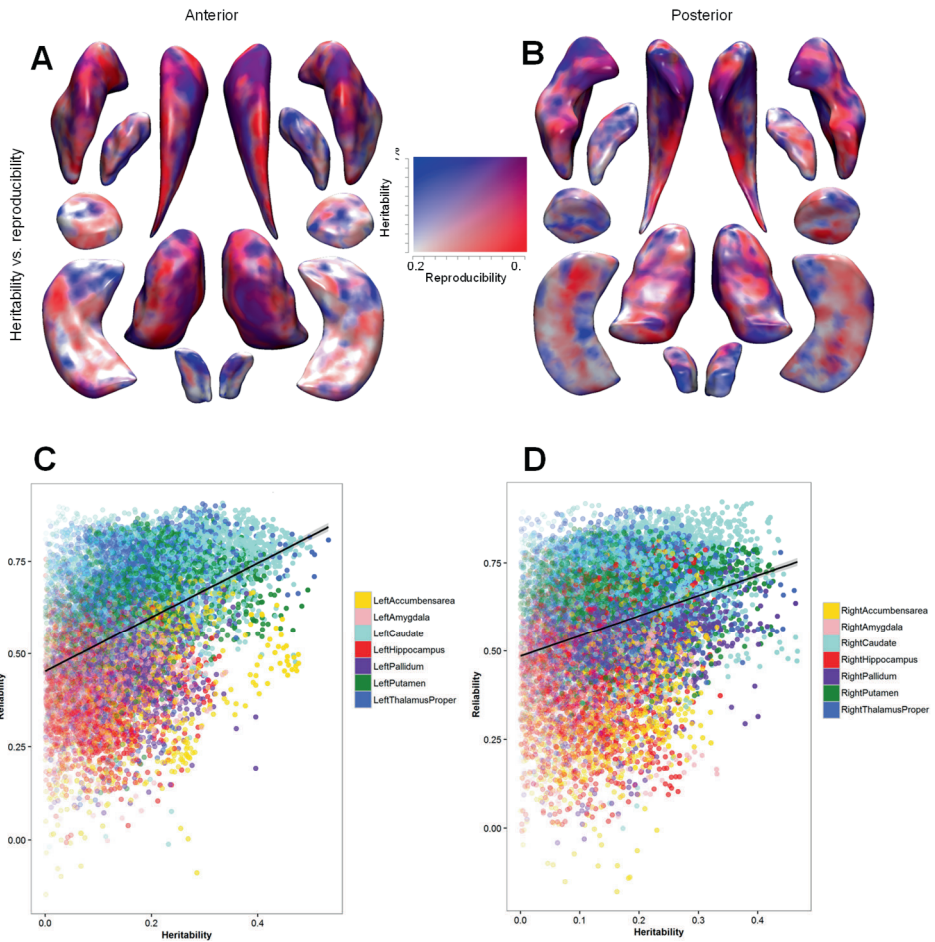 Anterior
Posterior
A
B
Heritability vs. reproducibility
Heritability
0.2
0.
Reproducibility
C
D
Reliability
0.75
0.50
0.25
0.00
0.0
0.2
0.4
Heritability
LeftAccumbensarea
LeftAmygdala
LeftCaudate
LeftHippocampus
LeftPallidum
LeftPutamen
LeftThalamusProper
Reliability
0.75
0.50
0.25
0.00
0.0
0.1
0.2
0.3
0.4
Heritability
RightAccumbensarea
RightAmygdala
RightCaudate
RightHippocampus
RightPallidum
RightPutamen
RightThalamusProper